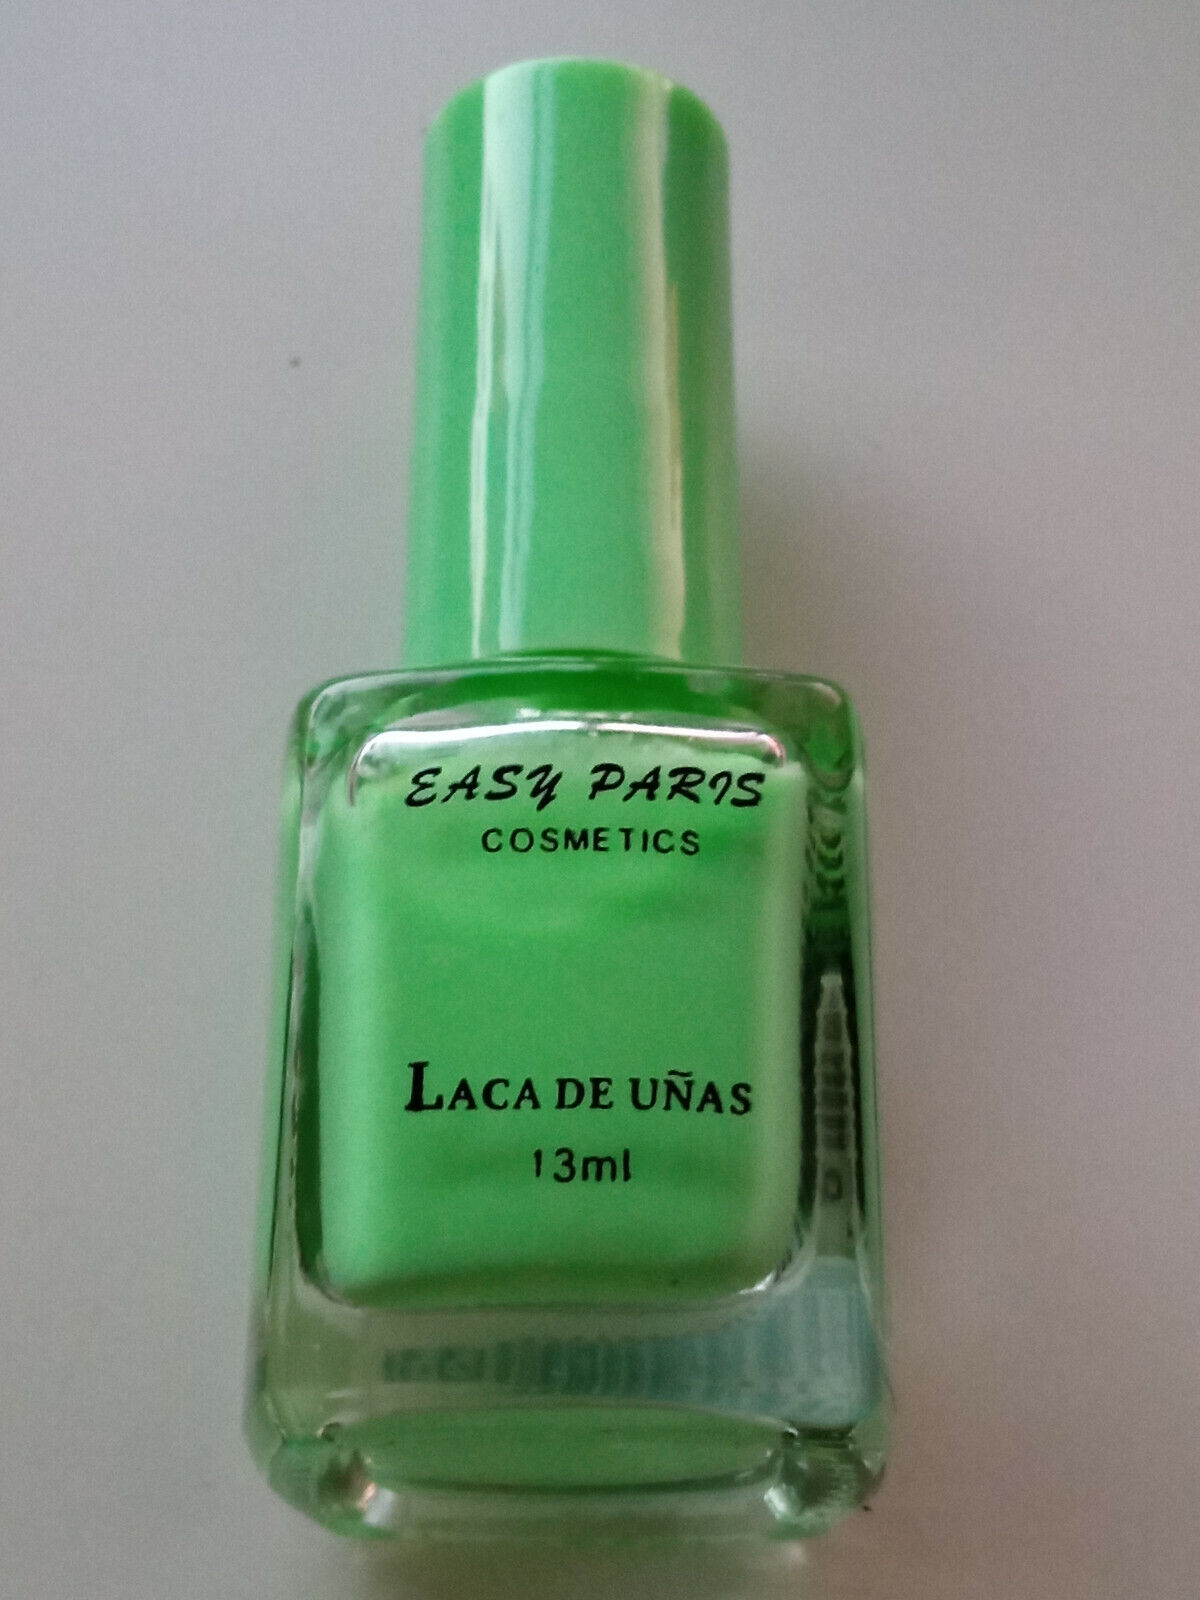 EASY PARIS
COSMETICS
LACA DE UÑAS
13ml